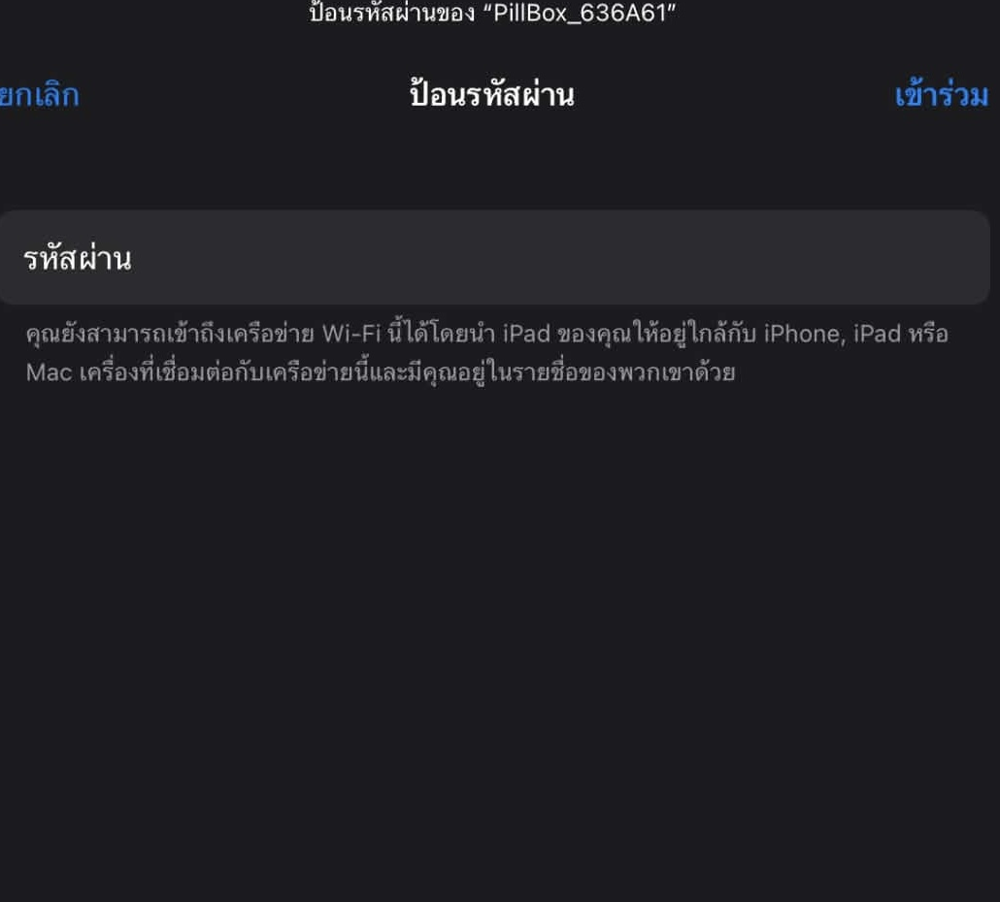 ป้อนรหัสผ่านของ “PillBox_636A61”
ยกเลิก ป้อนรหัสผ่าน เข้าร่วม
รหัสผ่าน
คุณยังสามารถเข้าถึงเครือข่าย Wi-Fi นี้ได้โดยนำ iPad ของคุณให้อยู่ใกล้กับ iPhone, iPad หรือ
Mac เครื่องที่เชื่อมต่อกับเครือข่ายนี้และมีคุณอยู่ในรายชื่อของพวกเขาด้วย